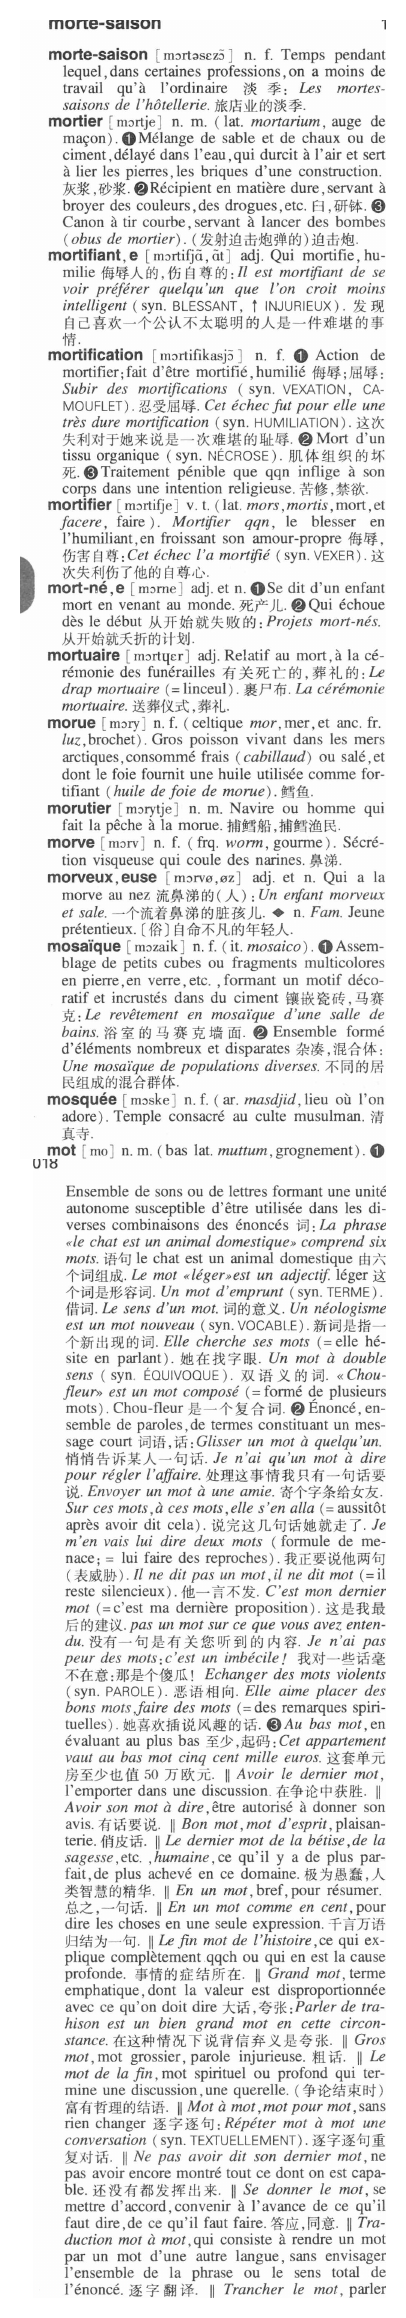 morte-saison 1
morte-saison [mɔrtəsɛzɔ̃] n. f. Temps pendant
lequel,dans certaines professions,on a moins de
travail qu'à l'ordinaire 淡 季: Les mortes-
saisons de l'hôtellerie. 旅店业的淡季.
mortier [mɔrtje] n. m. (lat. mortarium, auge de
maçon). ❶Mélange de sable et de chaux ou de
ciment,délayé dans l'eau,qui durcit à l'air et sert
à lier les pierres,les briques d'une construction.
灰浆,砂浆. ❷Récipient en matière dure,servant à
broyer des couleurs,des drogues,etc. 臼,研钵. ❸
Canon à tir courbe,servant à lancer des bombes
(obus de mortier). (发射迫击炮弹的)迫击炮.
mortifiant,e [mɔrtifjɑ̃,ɑ̃t] adj. Qui mortifie,hu-
milie 侮辱人的,伤自尊的:Il est mortifiant de se
voir préférer quelqu'un que l'on croit moins
intelligent (syn. BLESSANT, ↑ INJURIEUX). 发现
自己喜欢一个公认不太聪明的人是一件难堪的事
情.
mortification [mɔrtifikasjɔ̃] n. f. ❶ Action de
mortifier;fait d'être mortifié,humilié 侮辱;屈辱:
Subir des mortifications (syn. VEXATION, CA-
MOUFLET). 忍受屈辱. Cet échec fut pour elle une
très dure mortification (syn. HUMILIATION). 这次
失利对于她来说是一次难堪的耻辱. ❷Mort d'un
tissu organique (syn. NÉCROSE). 肌体组织的坏
死. ❸Traitement pénible que qqn inflige à son
corps dans une intention religieuse. 苦修,禁欲.
mortifier [mɔrtifje] v. t. (lat. mors,mortis,mort,et
facere, faire). Mortifier qqn, le blesser en
l'humiliant,en froissant son amour-propre 侮辱,
伤害自尊:Cet échec l'a mortifié (syn. VEXER). 这
次失利伤了他的自尊心.
mort-né,e [mɔrne] adj. et n. ❶Se dit d'un enfant
mort en venant au monde. 死产儿. ❷Qui échoue
dès le début 从开始就失败的: Projets mort-nés.
从开始就夭折的计划.
mortuaire [mɔrtɥɛr] adj. Relatif au mort,à la cé-
rémonie des funérailles 有关死亡的,葬礼的:Le
drap mortuaire (=linceul). 裹尸布. La cérémonie
mortuaire. 送葬仪式,葬礼.
morue [mɔry] n. f. (celtique mor,mer,et anc. fr.
luz,brochet). Gros poisson vivant dans les mers
arctiques,consommé frais (cabillaud) ou salé,et
dont le foie fournit une huile utilisée comme for-
tifiant (huile de foie de morue). 鳕鱼.
morutier [mɔrytje] n. m. Navire ou homme qui
fait la pêche à la morue. 捕鳕船,捕鳕渔民.
morve [mɔrv] n. f. (frq. worm, gourme). Sécré-
tion visqueuse qui coule des narines. 鼻涕.
morveux,euse [mɔrvø,øz] adj. et n. Qui a la
morve au nez 流鼻涕的(人):Un enfant morveux
et sale. 一个流着鼻涕的脏孩儿. ◆ n. Fam. Jeune
prétentieux. [俗]自命不凡的年轻人.
mosaïque [mɔzaik] n. f. (it. mosaico). ❶Assem-
blage de petits cubes ou fragments multicolores
en pierre,en verre,etc. ,formant un motif déco-
ratif et incrustés dans du ciment 镶嵌瓷砖,马赛
克:Le revêtement en mosaïque d'une salle de
bains. 浴室的马赛克墙面. ❷ Ensemble formé
d'éléments nombreux et disparates 杂凑,混合体:
Une mosaïque de populations diverses. 不同的居
民组成的混合群体.
mosquée [mɔske] n. f. (ar. masdjid,lieu où l'on
adore). Temple consacré au culte musulman. 清
真寺.
mot [mo] n. m. (bas lat. muttum,grognement). ❶
018
Ensemble de sons ou de lettres formant une unité
autonome susceptible d'être utilisée dans les di-
verses combinaisons des énoncés 词:La phrase
«le chat est un animal domestique» comprend six
mots. 语句 le chat est un animal domestique 由六
个词组成. Le mot «léger»est un adjectif. léger 这
个词是形容词. Un mot d'emprunt (syn. TERME).
借词. Le sens d'un mot. 词的意义. Un néologisme
est un mot nouveau (syn. VOCABLE). 新词是指一
个新出现的词. Elle cherche ses mots (=elle hé-
site en parlant). 她在找字眼. Un mot à double
sens (syn. ÉQUIVOQUE). 双语义的词. «Chou-
fleur» est un mot composé (=formé de plusieurs
mots). Chou-fleur 是一个复合词. ❷Énoncé,en-
semble de paroles,de termes constituant un mes-
sage court 词语,话:Glisser un mot à quelqu'un.
悄悄告诉某人一句话. Je n'ai qu'un mot à dire
pour régler l'affaire. 处理这事情我只有一句话要
说. Envoyer un mot à une amie. 寄个字条给女友.
Sur ces mots,à ces mots,elle s'en alla (=aussitôt
après avoir dit cela). 说完这几句话她就走了. Je
m'en vais lui dire deux mots (formule de me-
nace; = lui faire des reproches). 我正要说他两句
(表威胁). Il ne dit pas un mot,il ne dit mot (=il
reste silencieux). 他一言不发. C'est mon dernier
mot (=c'est ma dernière proposition). 这是我最
后的建议. pas un mot sur ce que vous avez enten-
du. 没有一句是有关您听到的内容. Je n'ai pas
peur des mots:c'est un imbécile! 我对一些话毫
不在意:那是个傻瓜! Echanger des mots violents
(syn. PAROLE). 恶语相向. Elle aime placer des
bons mots,faire des mots (=des remarques spiri-
tuelles). 她喜欢插说风趣的话. ❸Au bas mot,en
évaluant au plus bas 至少,起码:Cet appartement
vaut au bas mot cinq cent mille euros. 这套单元
房至少也值 50 万欧元. ‖ Avoir le dernier mot,
l'emporter dans une discussion. 在争论中获胜. ‖
Avoir son mot à dire,être autorisé à donner son
avis. 有话要说. ‖ Bon mot,mot d'esprit,plaisan-
terie. 俏皮话. ‖ Le dernier mot de la bêtise,de la
sagesse,etc. ,humaine,ce qu'il y a de plus par-
fait,de plus achevé en ce domaine. 极为愚蠢,人
类智慧的精华. ‖ En un mot,bref,pour résumer.
总之,一句话. ‖ En un mot comme en cent,pour
dire les choses en une seule expression. 千言万语
归结为一句. ‖ Le fin mot de l'histoire,ce qui ex-
plique complètement qqch ou qui en est la cause
profonde. 事情的症结所在. ‖ Grand mot,terme
emphatique,dont la valeur est disproportionnée
avec ce qu'on doit dire 大话,夸张:Parler de tra-
hison est un bien grand mot en cette circon-
stance. 在这种情况下说背信弃义是夸张. ‖ Gros
mot,mot grossier,parole injurieuse. 粗话. ‖ Le
mot de la fin,mot spirituel ou profond qui ter-
mine une discussion,une querelle. (争论结束时)
富有哲理的结语. ‖ Mot à mot,mot pour mot,sans
rien changer 逐字逐句:Répéter mot à mot une
conversation (syn. TEXTUELLEMENT). 逐字逐句重
复对话. ‖ Ne pas avoir dit son dernier mot,ne
pas avoir encore montré tout ce dont on est capa-
ble. 还没有都发挥出来. ‖ Se donner le mot,se
mettre d'accord,convenir à l'avance de ce qu'il
faut dire,de ce qu'il faut faire. 答应,同意. ‖ Tra-
duction mot à mot,qui consiste à rendre un mot
par un mot d'une autre langue, sans envisager
l'ensemble de la phrase ou le sens total de
l'énoncé. 逐字翻译. ‖ Trancher le mot, parler